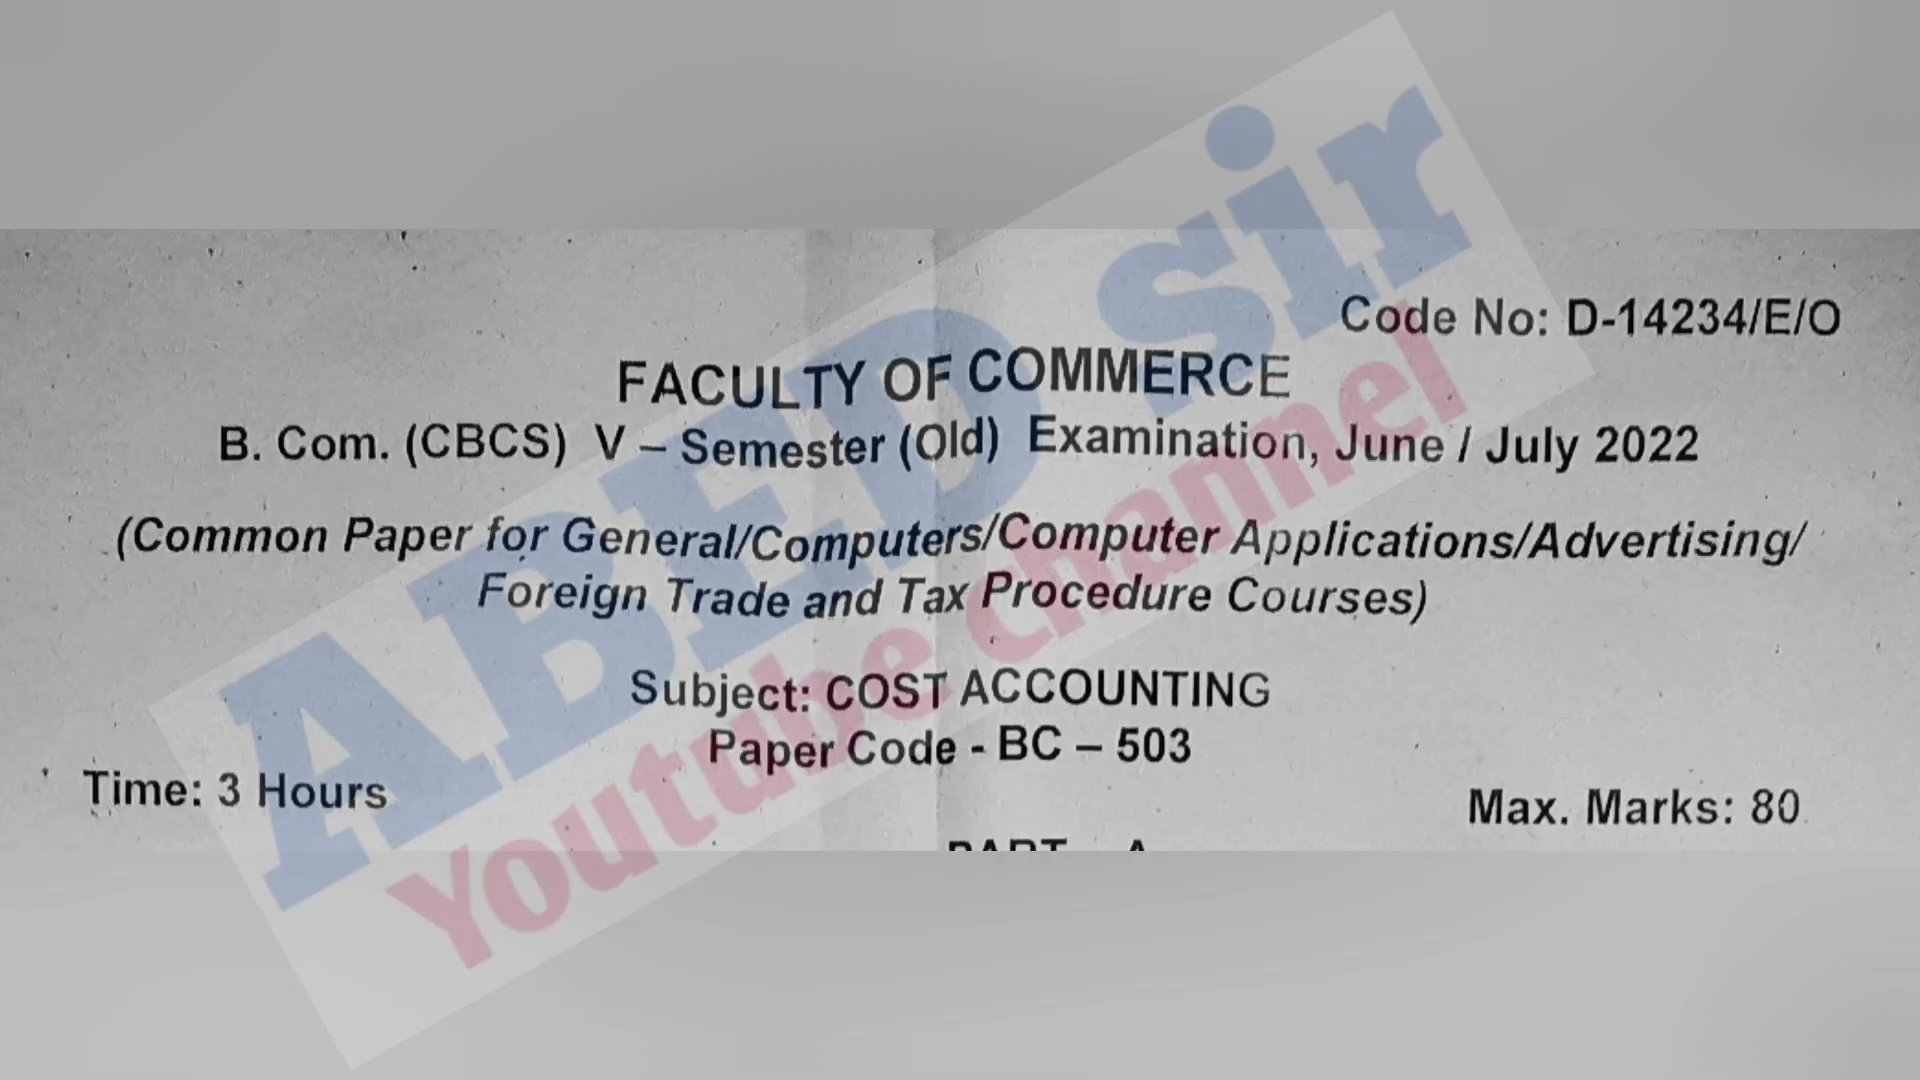 Code No: D-14234/E/O
FACULTY OF COMMERCE
B. Com. (CBCS) V – Semester (Old) Examination, June / July 2022
(Common Paper for General/Computers/Computer Applications/Advertising/
Foreign Trade and Tax Procedure Courses)
Subject: COST ACCOUNTING
Paper Code - BC – 503
Time: 3 Hours
Max. Marks: 80
PART – A
ABED sir
Youtube channel